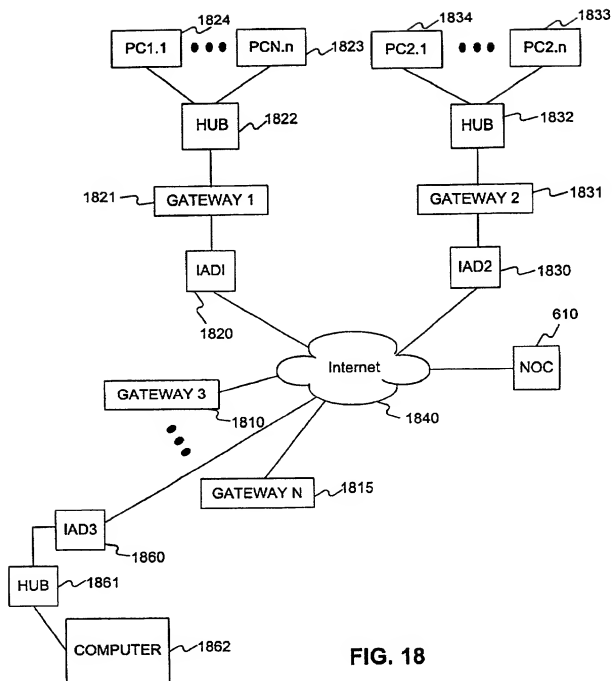 1824
1834
1833
PC1.1
PCN.n
1823
PC2.1
PC2.n
HUB
1822
HUB
1832
1821
GATEWAY 1
GATEWAY 2
1831
IADI
1820
IAD2
1830
610
Internet
NOC
GATEWAY 3
1810
1840
GATEWAY N
1815
IAD3
1860
HUB
1861
COMPUTER
1862
FIG. 18